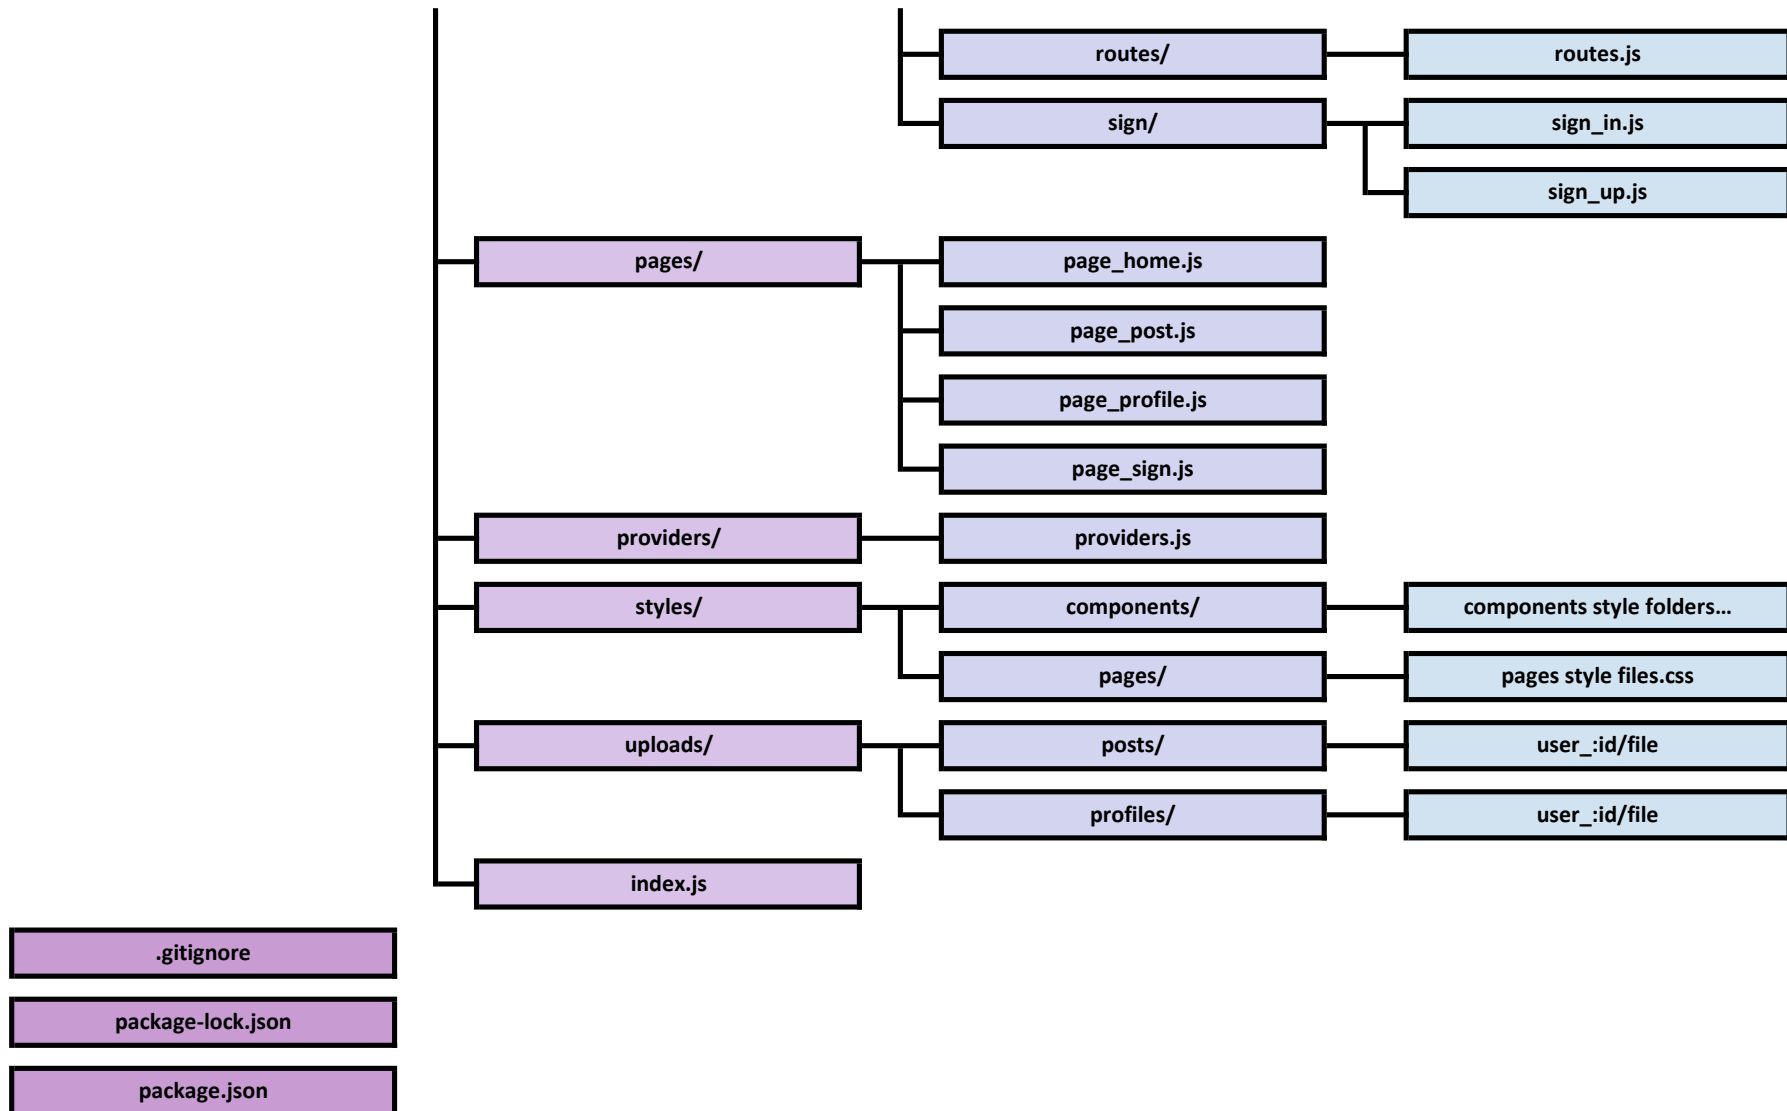 routes/
routes.js
sign/
sign_in.js
sign_up.js
pages/
page_home.js
page_post.js
page_profile.js
page_sign.js
providers/
providers.js
styles/
components/
components style folders...
pages/
pages style files.css
uploads/
posts/
user_:id/file
profiles/
user_:id/file
index.js
.gitignore
package-lock.json
package.json